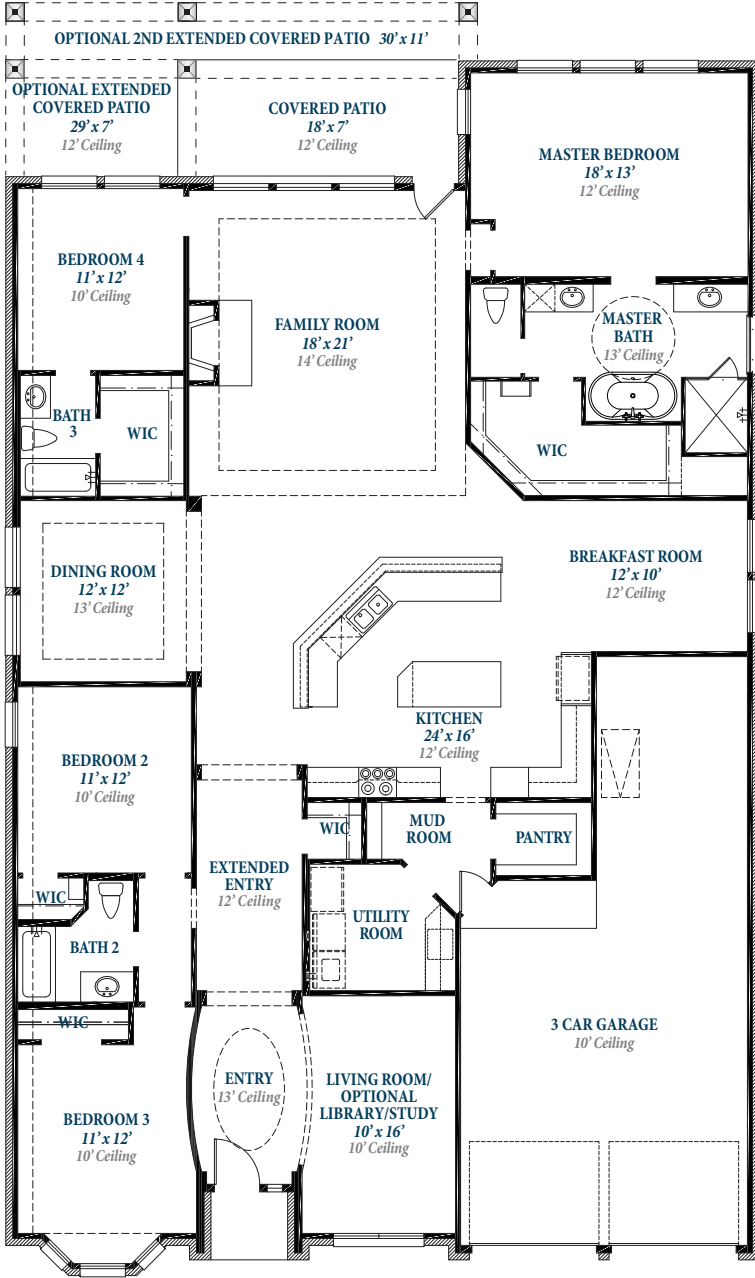 OPTIONAL 2ND EXTENDED COVERED PATIO 30' x 11'
OPTIONAL EXTENDED
COVERED PATIO
29' x 7'
12' Ceiling
COVERED PATIO
18' x 7'
12' Ceiling
MASTER BEDROOM
18' x 13'
12' Ceiling
BEDROOM 4
11' x 12'
10' Ceiling
FAMILY ROOM
18' x 21'
14' Ceiling
MASTER
BATH
13' Ceiling
BATH
3
WIC
WIC
DINING ROOM
12' x 12'
13' Ceiling
BREAKFAST ROOM
12' x 10'
12' Ceiling
KITCHEN
24' x 16'
12' Ceiling
BEDROOM 2
11' x 12'
10' Ceiling
WIC
MUD
ROOM
PANTRY
EXTENDED
ENTRY
12' Ceiling
WIC
UTILITY
ROOM
BATH 2
WIC
3 CAR GARAGE
10' Ceiling
ENTRY
13' Ceiling
LIVING ROOM/
OPTIONAL
LIBRARY/STUDY
10' x 16'
10' Ceiling
BEDROOM 3
11' x 12'
10' Ceiling